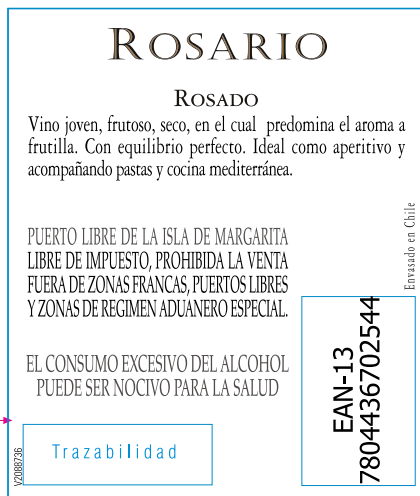 ROSARIO
ROSADO
Vino joven, frutoso, seco, en el cual predomina el aroma a
frutilla. Con equilibrio perfecto. Ideal como aperitivo y
acompañando pastas y cocina mediterránea.
PUERTO LIBRE DE LA ISLA DE MARGARITA
LIBRE DE IMPUESTO, PROHIBIDA LA VENTA
FUERA DE ZONAS FRANCAS, PUERTOS LIBRES
Y ZONAS DE REGIMEN ADUANERO ESPECIAL.
EL CONSUMO EXCESIVO DEL ALCOHOL
PUEDE SER NOCIVO PARA LA SALUD
Envasado en Chile
EAN-13
7804436702544
Trazabilidad
V2088736